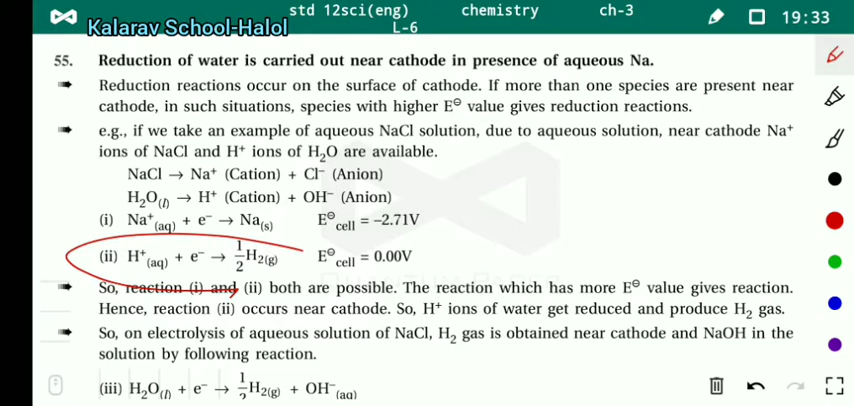 std 12sci(eng) chemistry ch-3 19:33
Kalarav School-Halol L-6
55. Reduction of water is carried out near cathode in presence of aqueous Na.
Reduction reactions occur on the surface of cathode. If more than one species are present near
cathode, in such situations, species with higher E⊖ value gives reduction reactions.
e.g., if we take an example of aqueous NaCl solution, due to aqueous solution, near cathode Na⁺
ions of NaCl and H⁺ ions of H₂O are available.
NaCl → Na⁺ (Cation) + Cl⁻ (Anion)
H₂O(l) → H⁺ (Cation) + OH⁻ (Anion)
(i) Na⁺(aq) + e⁻ → Na(s) E⊖cell = –2.71V
(ii) H⁺(aq) + e⁻ → 1/2 H₂(g) E⊖cell = 0.00V
So, reaction (i) and (ii) both are possible. The reaction which has more E⊖ value gives reaction.
Hence, reaction (ii) occurs near cathode. So, H⁺ ions of water get reduced and produce H₂ gas.
So, on electrolysis of aqueous solution of NaCl, H₂ gas is obtained near cathode and NaOH in the
solution by following reaction.
(iii) H₂O(l) + e⁻ → 1/2 H₂(g) + OH⁻(aq)